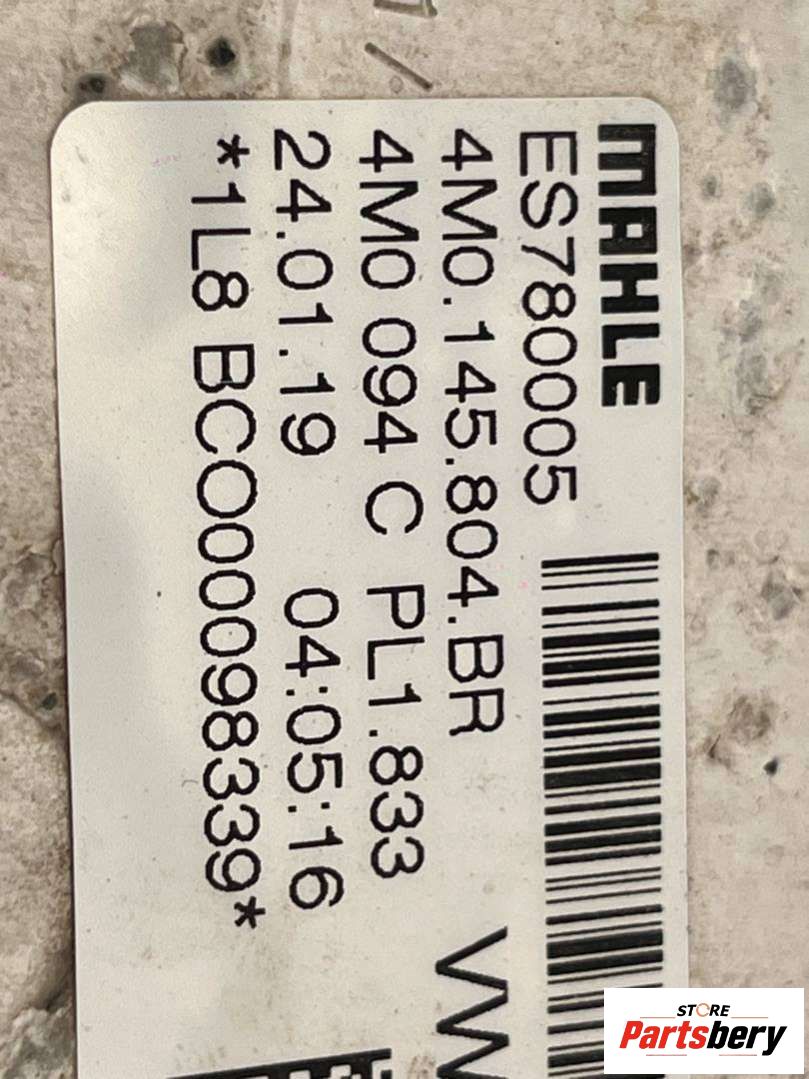 MAHLE
ES780005
4M0.145.804.BR
4M0 094 C PL1.833
24.01.19 04:05:16
*1L8 BCO00098339*
STORE
Partsbery